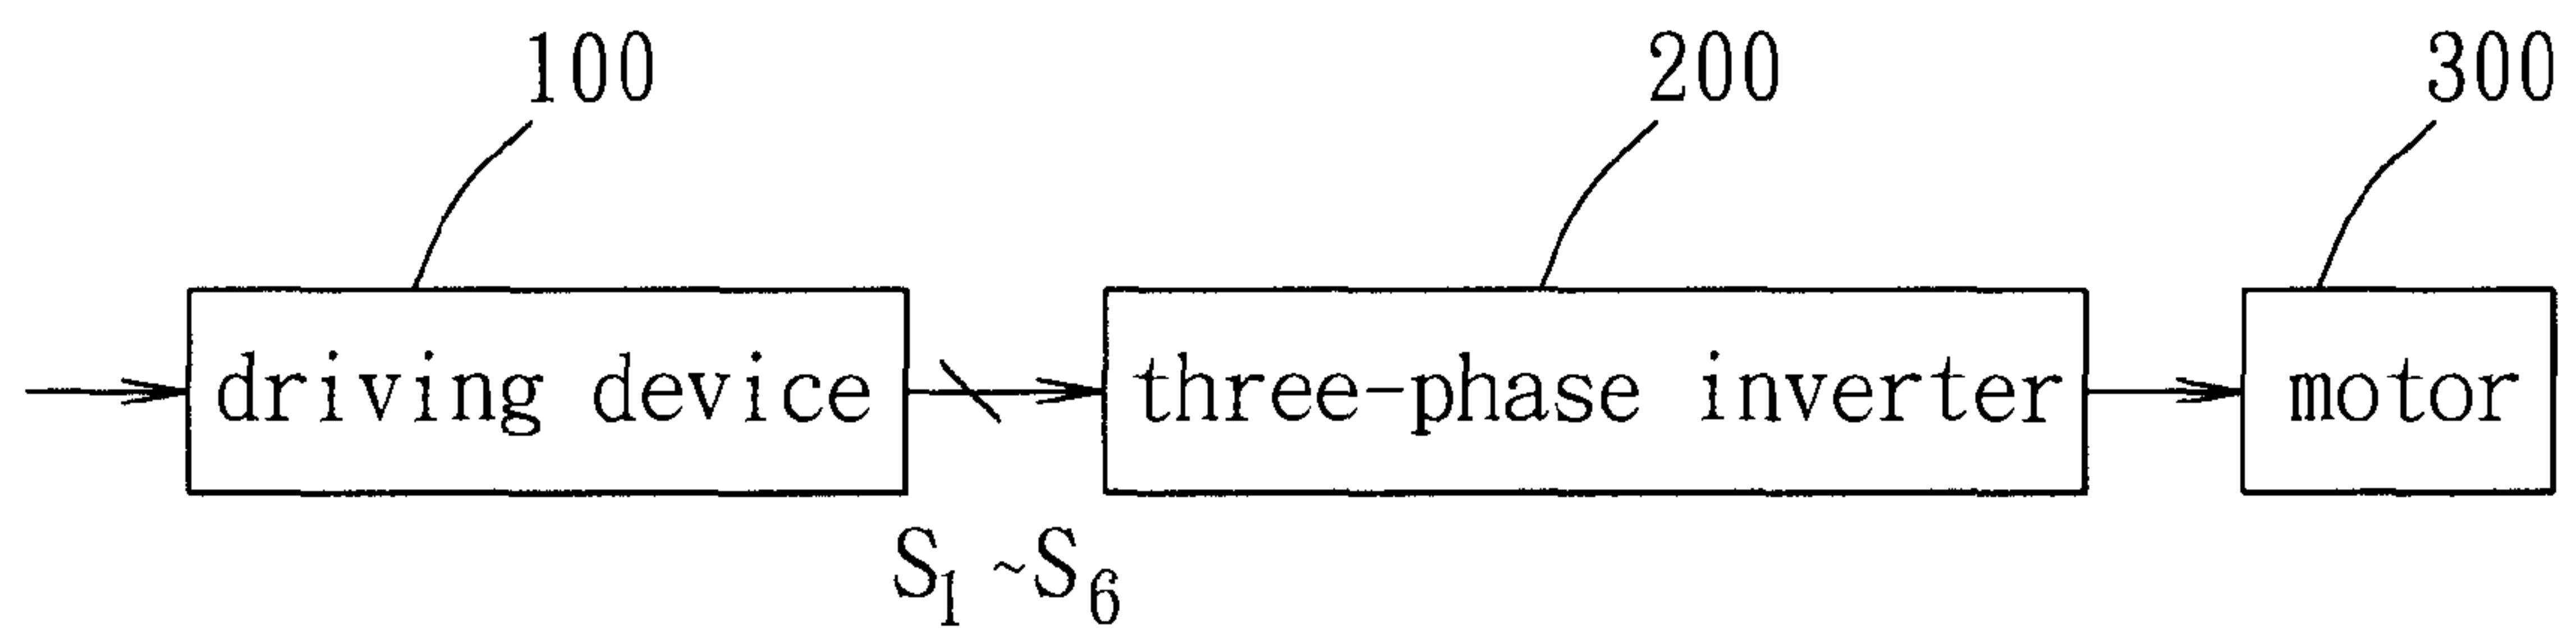 100 200 300
driving device three-phase inverter motor
S₁ ~S₆